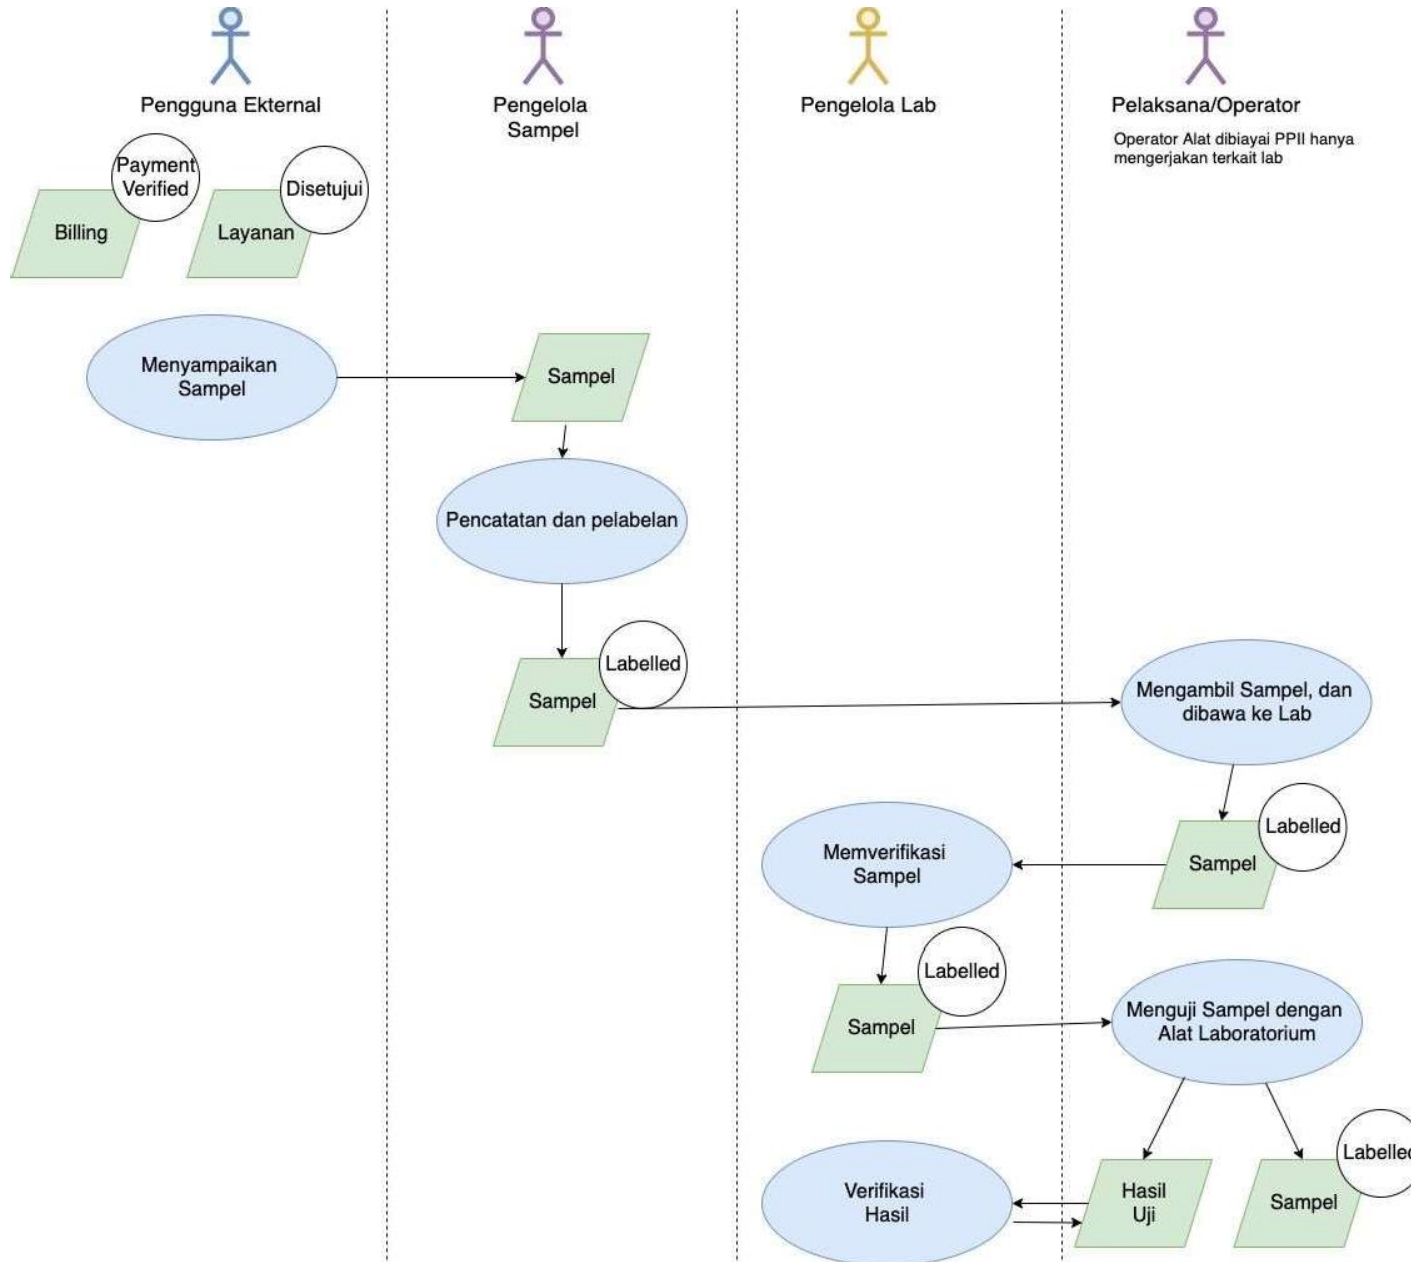 Pengguna Ekternal
Pengelola
Sampel
Pengelola Lab
Pelaksana/Operator
Operator Alat dibiayai PPII hanya
mengerjakan terkait lab
Payment
Verified
Billing
Disetujui
Layanan
Menyampaikan
Sampel
Sampel
Pencatatan dan pelabelan
Labelled
Sampel
Mengambil Sampel, dan
dibawa ke Lab
Labelled
Sampel
Memverifikasi
Sampel
Labelled
Sampel
Menguji Sampel dengan
Alat Laboratorium
Labelled
Sampel
Hasil
Uji
Verifikasi
Hasil